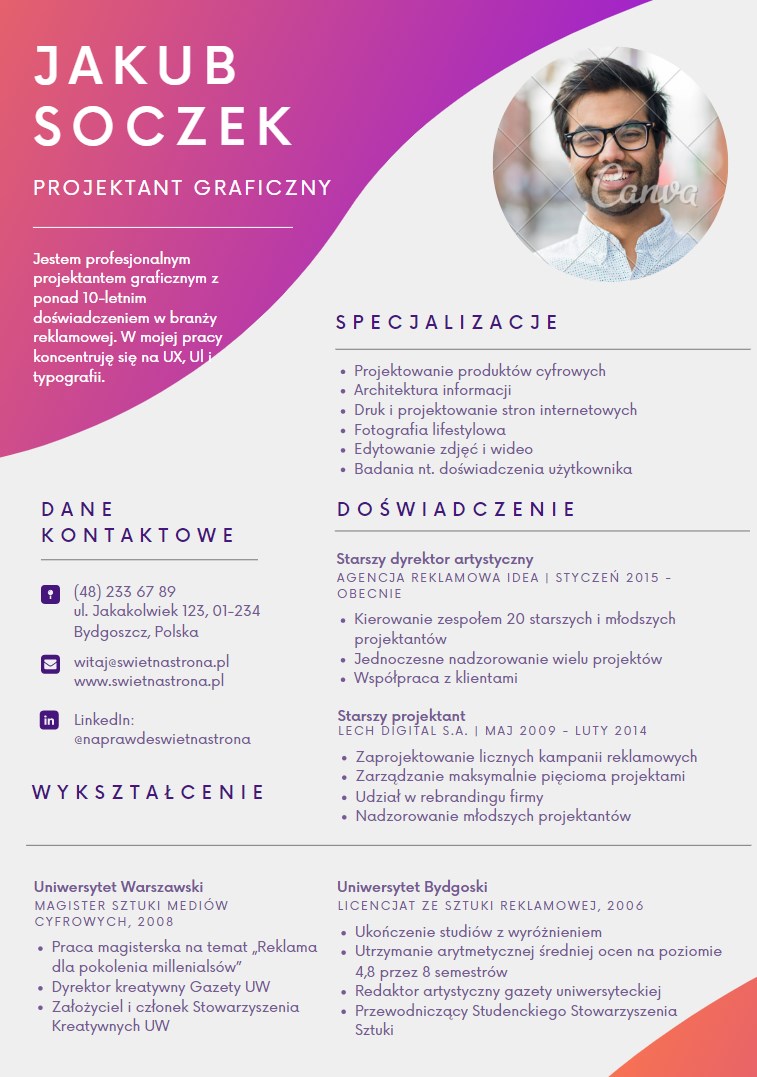 JAKUB
SOCZEK
PROJEKTANT GRAFICZNY
Jestem profesjonalnym
projektantem graficznym z
ponad 10-letnim
doświadczeniem w branży
reklamowej. W mojej pracy
koncentruję się na UX, UI i
typografii.
Canva
SPECJALIZACJE
Projektowanie produktów cyfrowych
Architektura informacji
Druk i projektowanie stron internetowych
Fotografia lifestylowa
Edytowanie zdjęć i wideo
Badania nt. doświadczenia użytkownika
DANE
KONTAKTOWE
(48) 233 67 89
ul. Jakakolwiek 123, 01-234
Bydgoszcz, Polska
witaj@swietnastrona.pl
www.swietnastrona.pl
in
LinkedIn:
@naprawdeswietnastrona
DOŚWIADCZENIE
Starszy dyrektor artystyczny
AGENCJA REKLAMOWA IDEA | STYCZEŃ 2015 -
OBECNIE
Kierowanie zespołem 20 starszych i młodszych
projektantów
Jednoczesne nadzorowanie wielu projektów
Współpraca z klientami
Starszy projektant
LECH DIGITAL S.A. | MAJ 2009 - LUTY 2014
Zaprojektowanie licznych kampanii reklamowych
Zarządzanie maksymalnie pięcioma projektami
Udział w rebrandingu firmy
Nadzorowanie młodszych projektantów
WYKSZTAŁCENIE
Uniwersytet Warszawski
MAGISTER SZTUKI MEDIÓW
CYFROWYCH, 2008
Praca magisterska na temat „Reklama
dla pokolenia millenialsów”
Dyrektor kreatywny Gazety UW
Założyciel i członek Stowarzyszenia
Kreatywnych UW
Uniwersytet Bydgoski
LICENCJAT ZE SZTUKI REKLAMOWEJ, 2006
Ukończenie studiów z wyróżnieniem
Utrzymanie arytmetycznej średniej ocen na poziomie
4,8 przez 8 semestrów
Redaktor artystyczny gazety uniwersyteckiej
Przewodniczący Studenckiego Stowarzyszenia
Sztuki